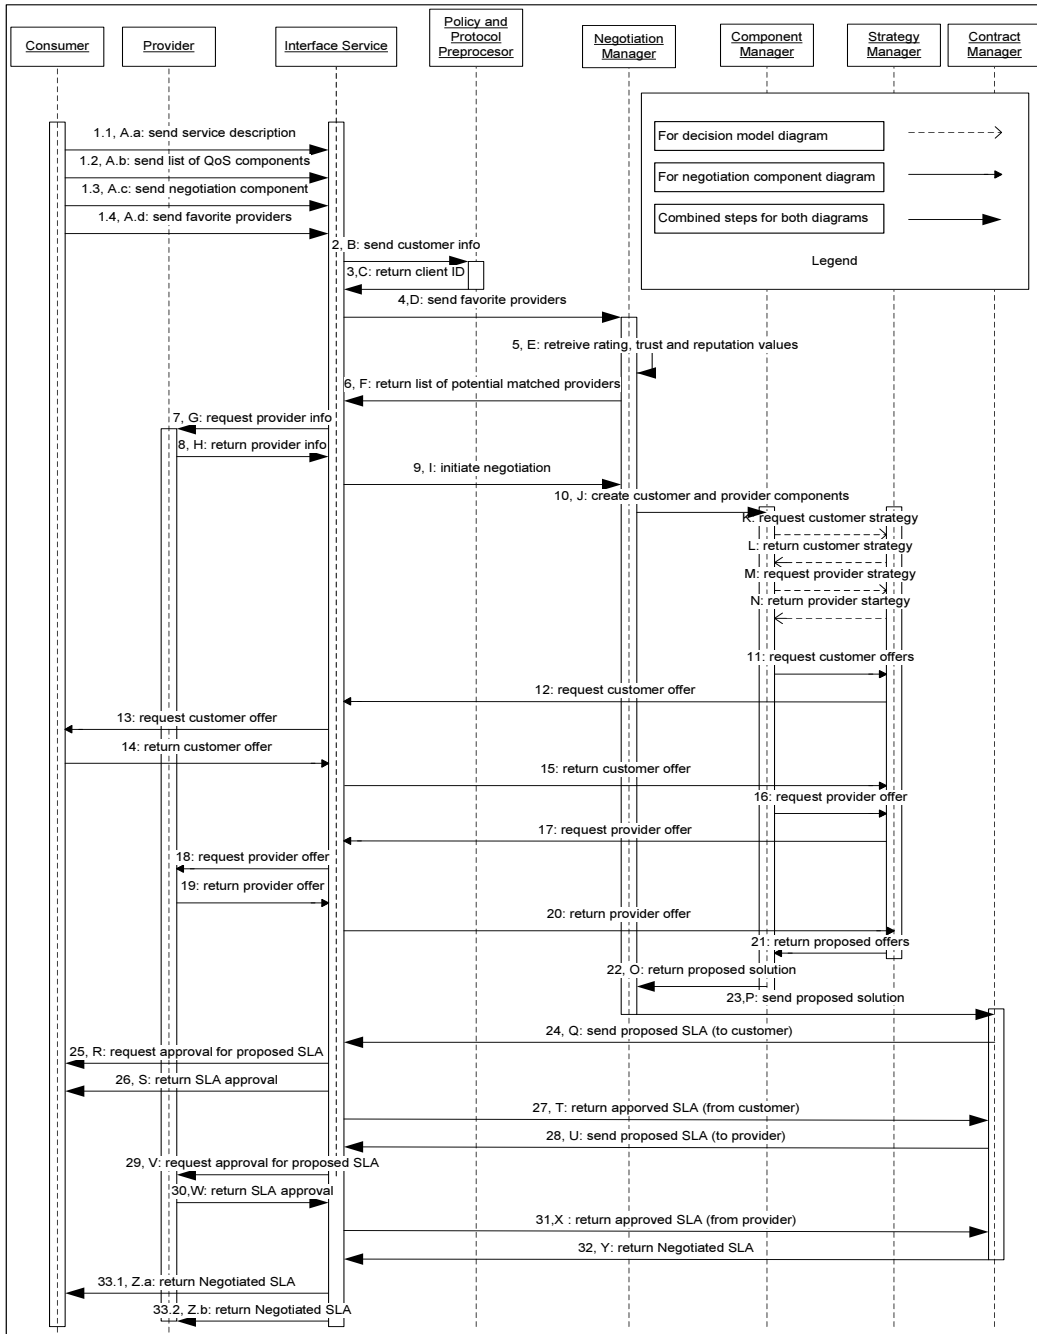 Consumer
Provider
Interface Service
Policy and
Protocol
Preprocesor
Negotiation
Manager
Component
Manager
Strategy
Manager
Contract
Manager
For decision model diagram
For negotiation component diagram
Combined steps for both diagrams
Legend
1.1, A.a: send service description
1.2, A.b: send list of QoS components
1.3, A.c: send negotiation component
1.4, A.d: send favorite providers
2, B: send customer info
3,C: return client ID
4,D: send favorite providers
5, E: retreive rating, trust and reputation values
6, F: return list of potential matched providers
7, G: request provider info
8, H: return provider info
9, I: initiate negotiation
10, J: create customer and provider components
K: request customer strategy
L: return customer strategy
M: request provider strategy
N: return provider startegy
11: request customer offers
12: request customer offer
13: request customer offer
14: return customer offer
15: return customer offer
16: request provider offer
17: request provider offer
18: request provider offer
19: return provider offer
20: return provider offer
21: return proposed offers
22, O: return proposed solution
23,P: send proposed solution
24, Q: send proposed SLA (to customer)
25, R: request approval for proposed SLA
26, S: return SLA approval
27, T: return apporved SLA (from customer)
28, U: send proposed SLA (to provider)
29, V: request approval for proposed SLA
30,W: return SLA approval
31,X : return approved SLA (from provider)
32, Y: return Negotiated SLA
33.1, Z.a: return Negotiated SLA
33.2, Z.b: return Negotiated SLA